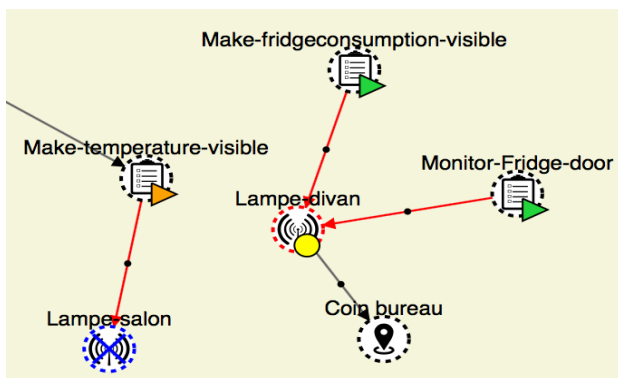 Make-fridgeconsumption-visible
Make-temperature-visible
Monitor-Fridge-door
Lampe-divan
Lampe-salon
Coin bureau